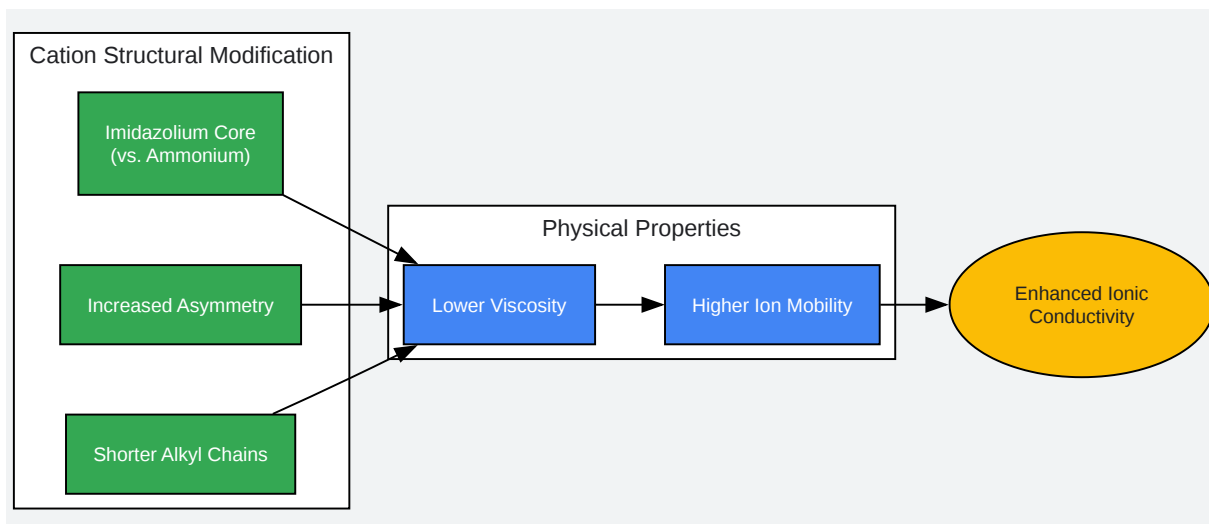 Cation Structural Modification
Imidazolium Core
(vs. Ammonium)
Increased Asymmetry
Shorter Alkyl Chains
Physical Properties
Lower Viscosity
Higher Ion Mobility
Enhanced Ionic
Conductivity